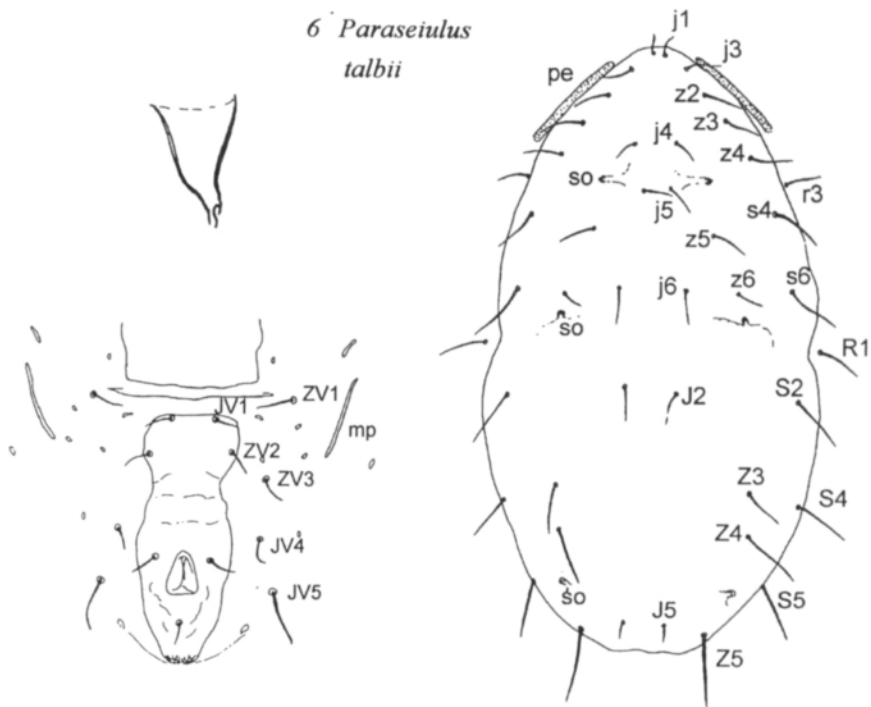 6 Paraseiulus
talbii
j1
j3
pe
z2
z3
j4
z4
so
r3
j5
s4
z5
j6
z6
s6
so
R1
ZV1
JV1
J2
S2
mp
ZV2
ZV3
Z3
S4
JV4
Z4
JV5
so
J5
S5
Z5